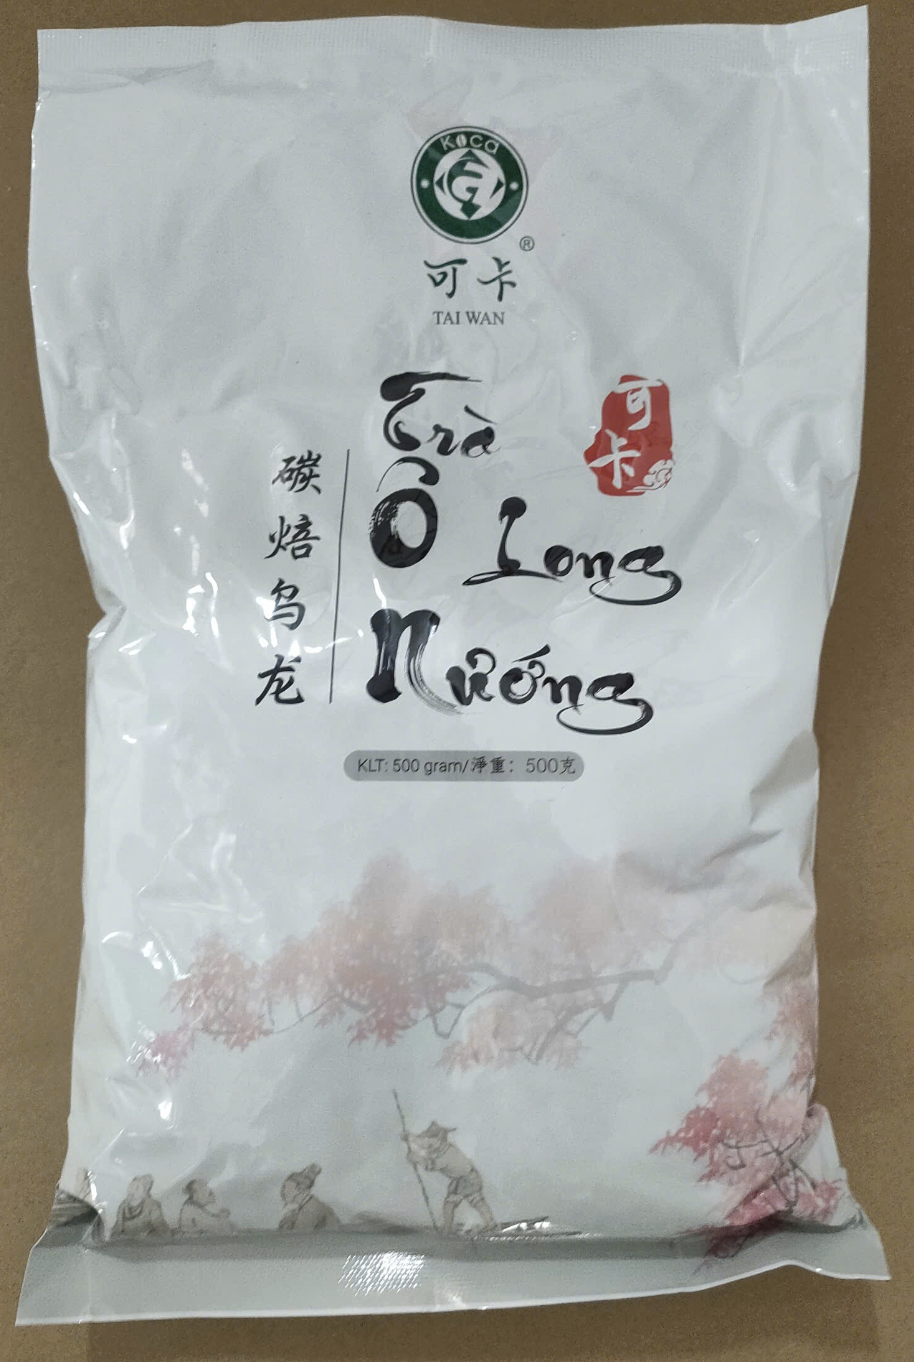 Koca
®
可卡
TAI WAN
Trà
Ô Long
Nướng
可卡
碳焙乌龙
KLT: 500 gram/淨重：500克